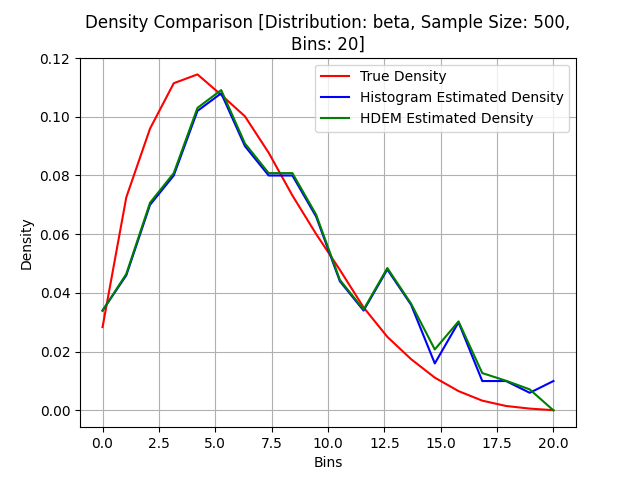 Density Comparison [Distribution: beta, Sample Size: 500,
Bins: 20]
True Density
Histogram Estimated Density
HDEM Estimated Density
Density
0.12
0.10
0.08
0.06
0.04
0.02
0.00
0.0 2.5 5.0 7.5 10.0 12.5 15.0 17.5 20.0
Bins